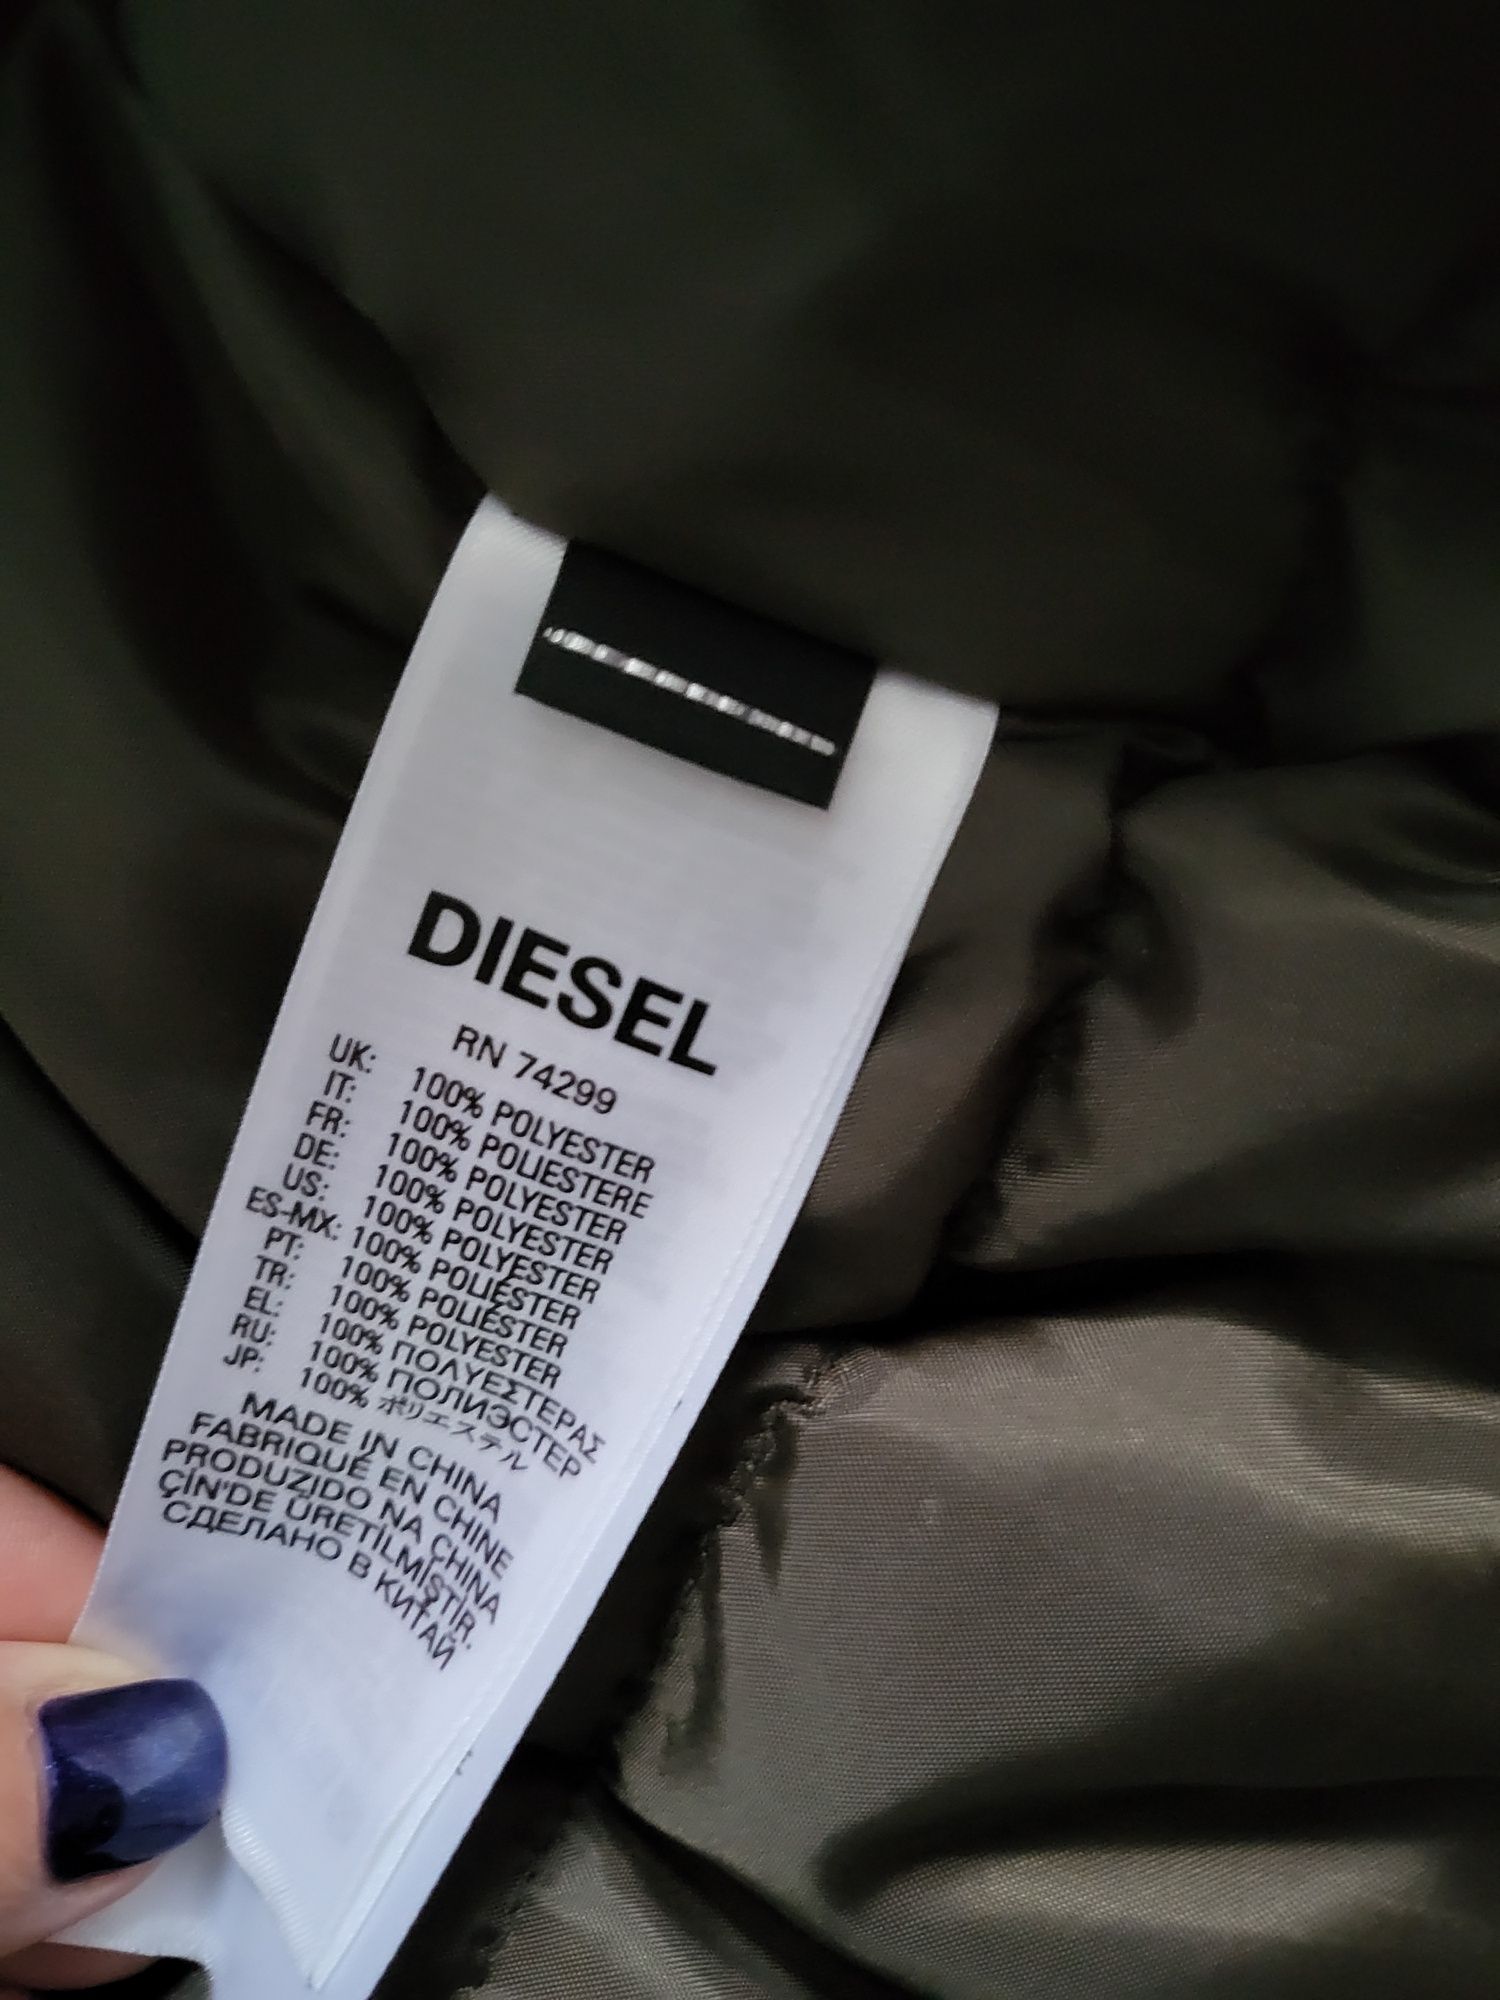 DIESEL
RN 74299
UK: 100% POLYESTER
IT: 100% POLIESTERE
FR: 100% POLYESTER
DE: 100% POLYESTER
US: 100% POLYESTER
ES-MX: 100% POLIÉSTER
PT: 100% POLIÉSTER
TR: 100% POLYESTER
EL: 100% ΠΟΛΥΕΣΤΕΡΑΣ
RU: 100% ПОЛИЭСТЕР
JP: 100% ポリエステル
MADE IN CHINA
FABRIQUÉ EN CHINE
PRODUZIDO NA CHINA
ÇİN'DE ÜRETİLMİŞTİR.
СДЕЛАНО В КИТАЙ